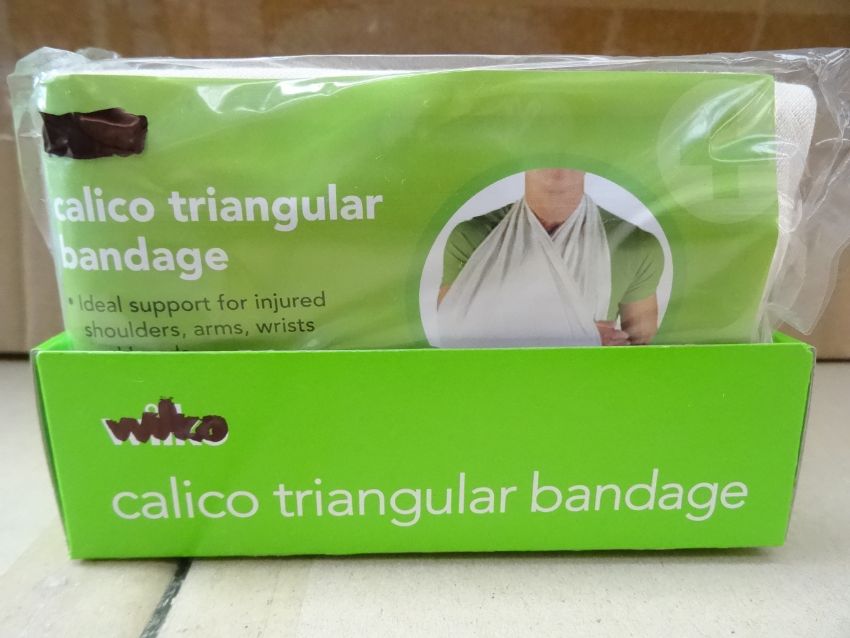 calico triangular
bandage
• Ideal support for injured
shoulders, arms, wrists
wilko
calico triangular bandage